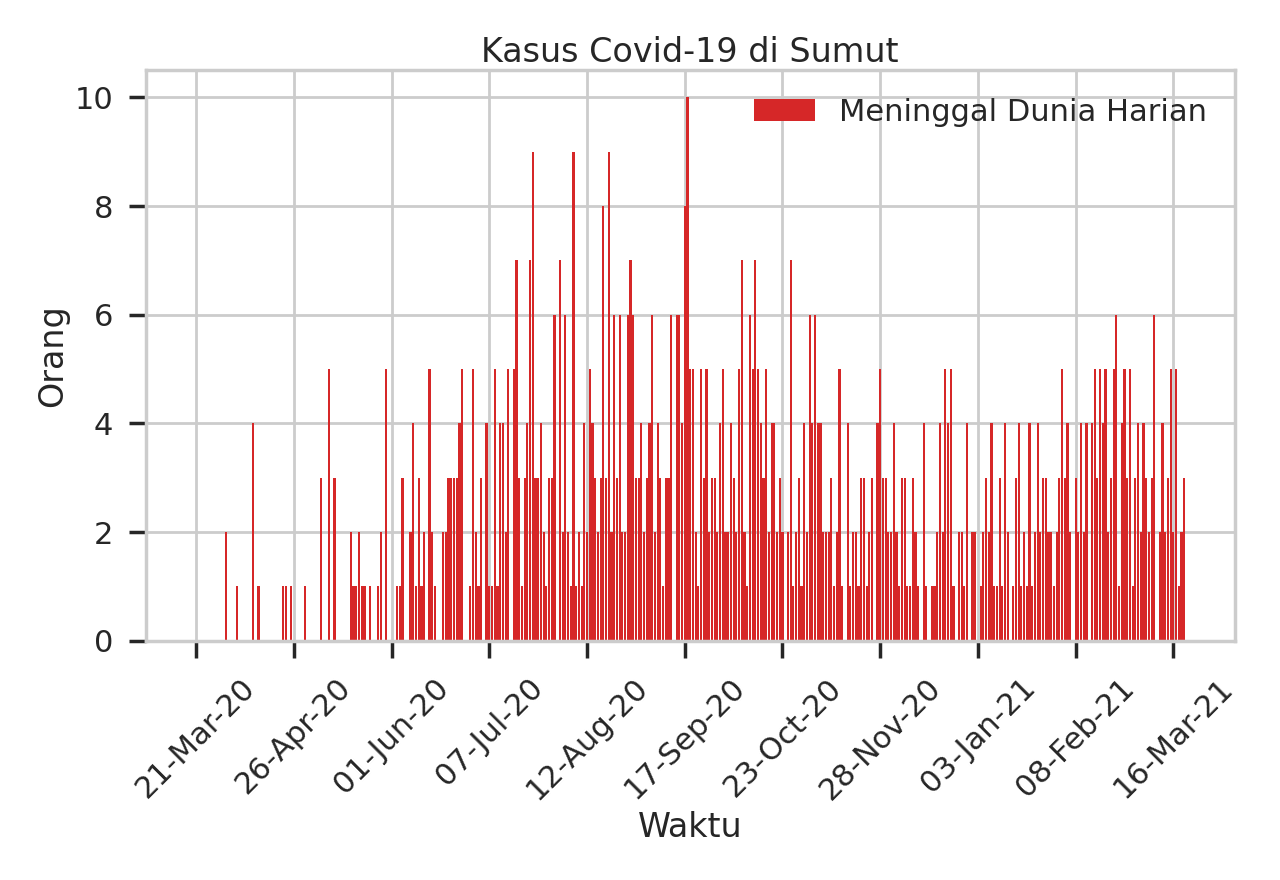 Kasus Covid-19 di Sumut
Meninggal Dunia Harian
Orang
10
8
6
4
2
0
21-Mar-20
26-Apr-20
01-Jun-20
07-Jul-20
12-Aug-20
17-Sep-20
23-Oct-20
28-Nov-20
03-Jan-21
08-Feb-21
16-Mar-21
Waktu